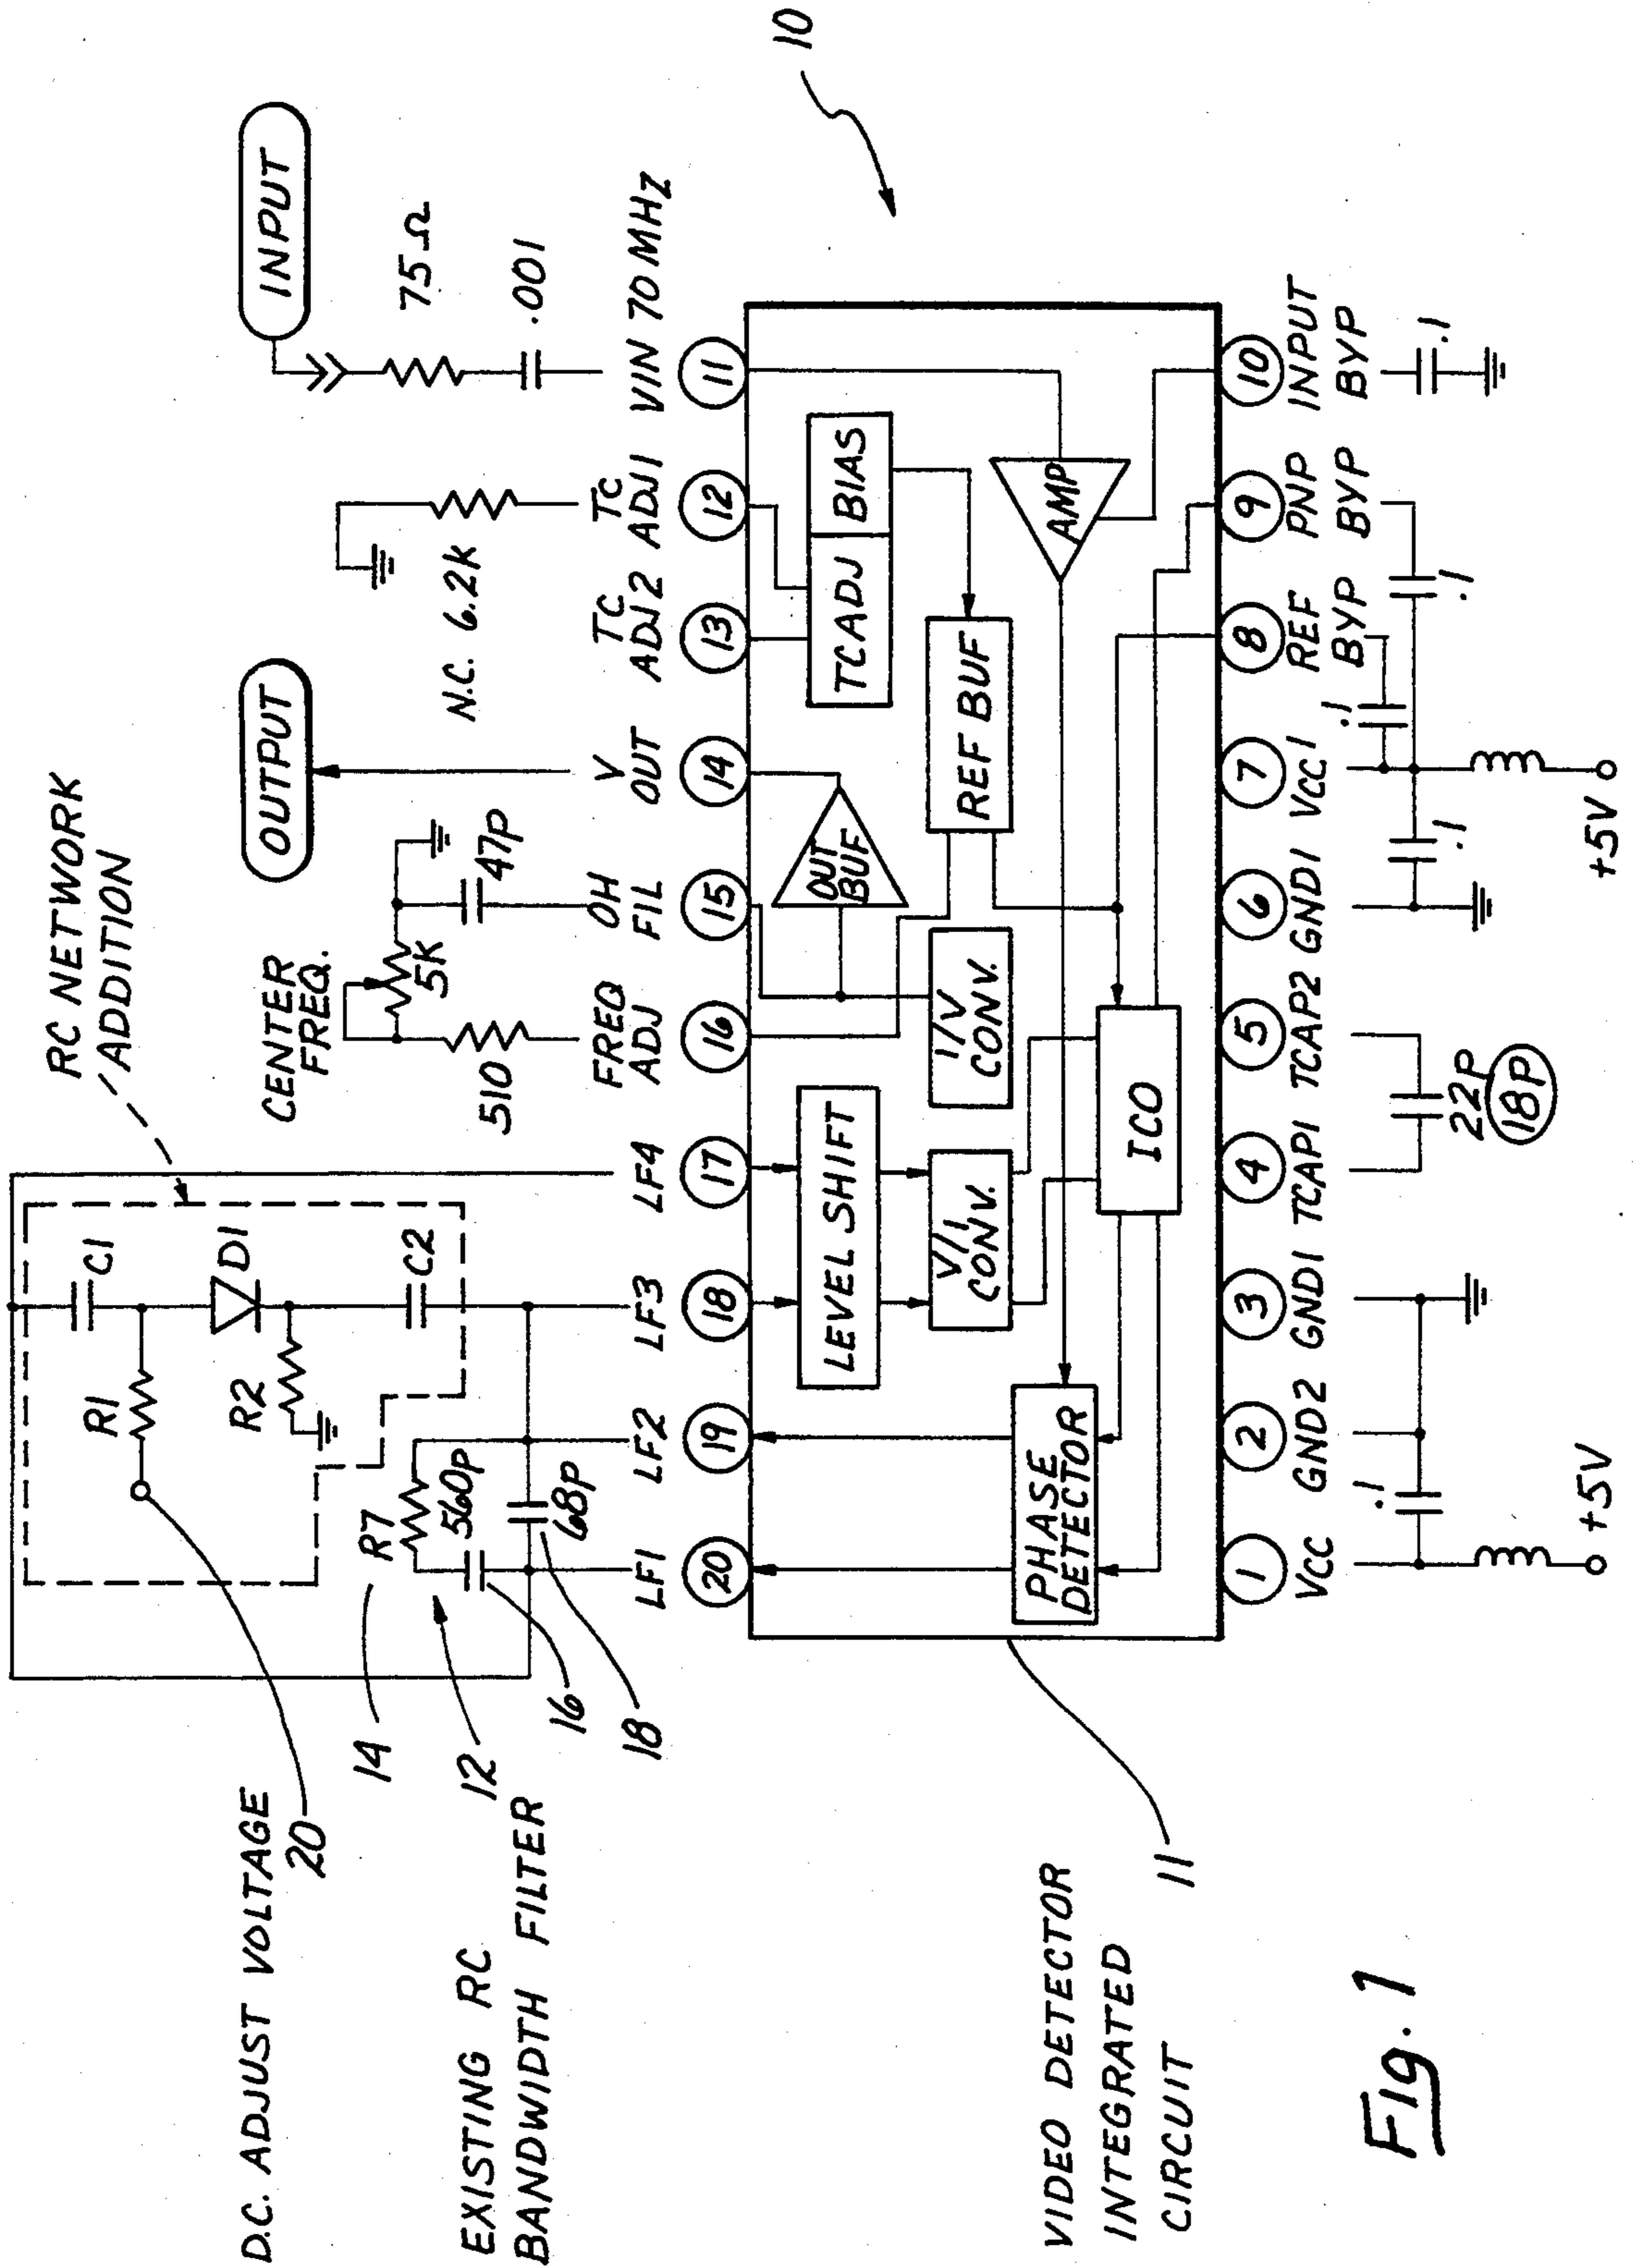 D.C. ADJUST VOLTAGE
20
14
12
EXISTING RC
BANDWIDTH FILTER
16
18
RC NETWORK
ADDITION
C1
R1
D1
R2
C2
R7
560P
68P
CENTER
FREQ.
5K
510
47P
OUTPUT
N.C. 6.2K
INPUT
75Ω
.001
10
LF1
LF2
LF3
LF4
FREQ
ADJ
OH
FIL
V
OUT
TC
ADJ2
TC
ADJ1
VIN 70 MHZ
20
19
18
17
16
15
14
13
12
11
LEVEL SHIFT
V/I
CONV.
I/V
CONV.
OUT
BUF
TCADJ
BIAS
REF BUF
AMP
PHASE
DETECTOR
ICO
1
2
3
4
5
6
7
8
9
10
VCC
GND2
GND1
TCAP1
TCAP2
GND1
VCC1
REF
BYP
PNP
BYP
INPUT
BYP
.1
+5V
22P
18P
.1
.1
.1
.1
+5V
VIDEO DETECTOR
INTEGRATED
CIRCUIT
11
Fig. 1